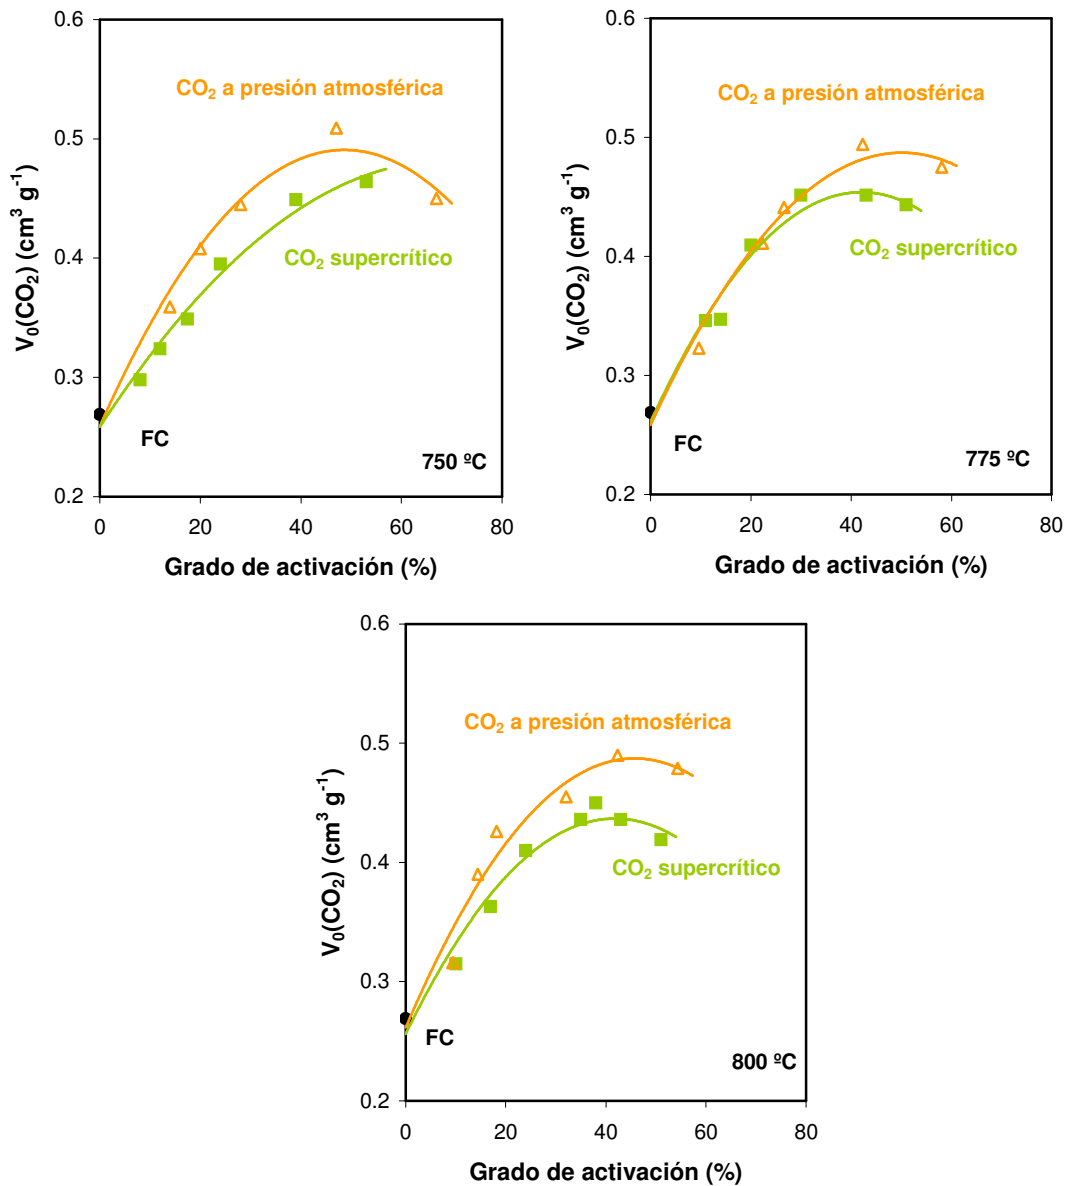 0.6
0.5
0.4
0.3
0.2
V₀(CO₂) (cm³ g⁻¹)
CO₂ a presión atmosférica
CO₂ supercrítico
FC
750 ºC
0 20 40 60 80
Grado de activación (%)
0.6
0.5
0.4
0.3
0.2
V₀(CO₂) (cm³ g⁻¹)
CO₂ a presión atmosférica
CO₂ supercrítico
FC
775 ºC
0 20 40 60 80
Grado de activación (%)
0.6
0.5
0.4
0.3
0.2
V₀(CO₂) (cm³ g⁻¹)
CO₂ a presión atmosférica
CO₂ supercrítico
FC
800 ºC
0 20 40 60 80
Grado de activación (%)